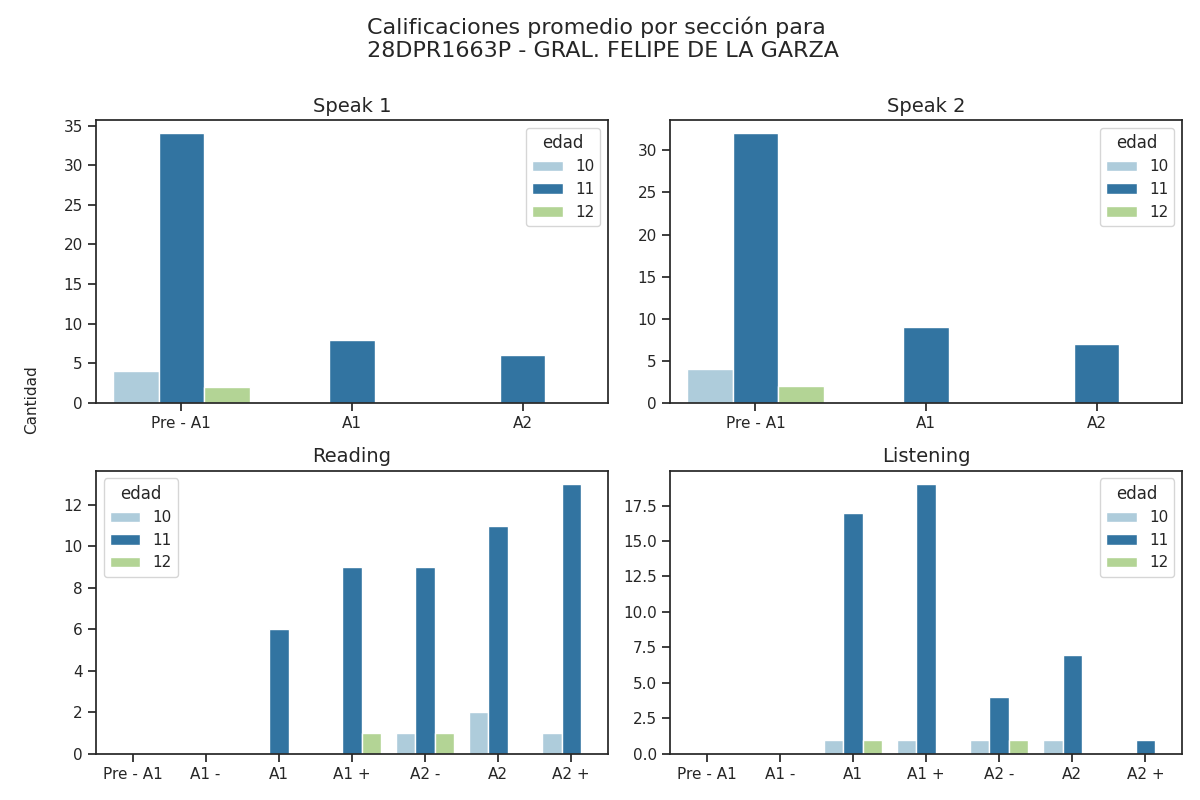 Calificaciones promedio por sección para
28DPR1663P - GRAL. FELIPE DE LA GARZA
Cantidad
Speak 1
35
30
25
20
15
10
5
0
Pre - A1
A1
A2
edad
10
11
12
Speak 2
30
25
20
15
10
5
0
Pre - A1
A1
A2
edad
10
11
12
Reading
12
10
8
6
4
2
0
Pre - A1
A1 -
A1
A1 +
A2 -
A2
A2 +
edad
10
11
12
Listening
17.5
15.0
12.5
10.0
7.5
5.0
2.5
0.0
Pre - A1
A1 -
A1
A1 +
A2 -
A2
A2 +
edad
10
11
12